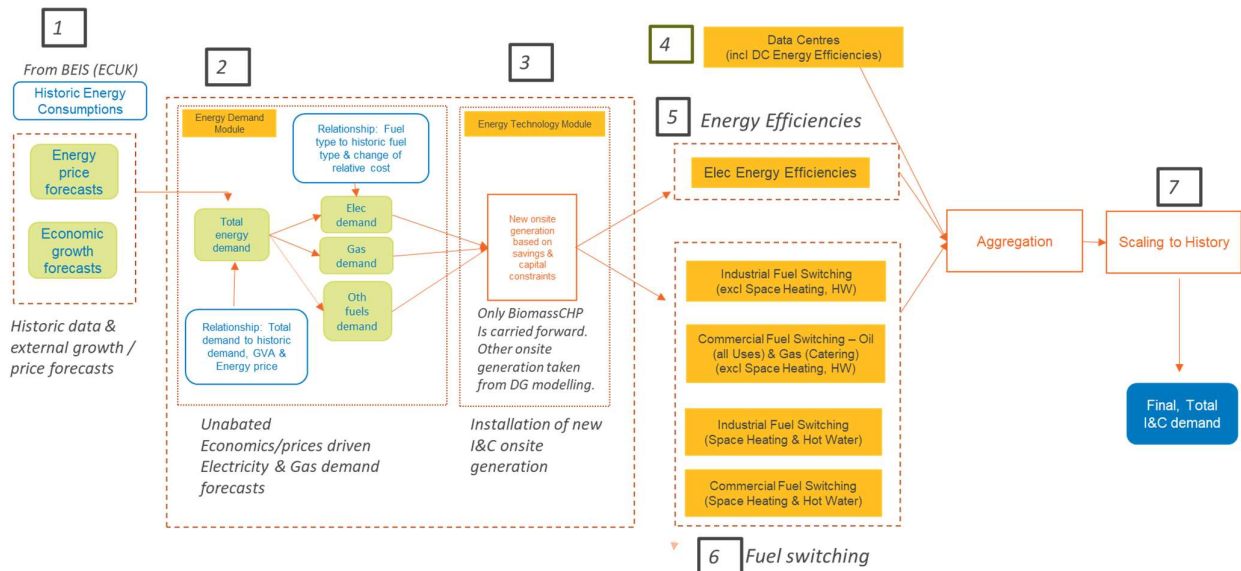 1
From BEIS (ECUK)
Historic Energy
Consumptions
Energy
price
forecasts
Economic
growth
forecasts
Historic data &
external growth /
price forecasts
2
Energy Demand
Module
Relationship: Fuel
type to historic fuel
type & change of
relative cost
Total
energy
demand
Elec
demand
Gas
demand
Oth
fuels
demand
Relationship: Total
demand to historic
demand, GVA &
Energy price
Unabated
Economics/prices driven
Electricity & Gas demand
forecasts
3
Energy Technology Module
New onsite
generation
based on
savings &
capital
constraints
Only BiomassCHP
Is carried forward.
Other onsite
generation taken
from DG modelling.
Installation of new
I&C onsite
generation
4
Data Centres
(incl DC Energy Efficiencies)
5
Energy Efficiencies
Elec Energy Efficiencies
Industrial Fuel Switching
(excl Space Heating, HW)
Commercial Fuel Switching – Oil
(all Uses) & Gas (Catering)
(excl Space Heating, HW)
Industrial Fuel Switching
(Space Heating & Hot Water)
Commercial Fuel Switching
(Space Heating & Hot Water)
6
Fuel switching
Aggregation
7
Scaling to History
Final, Total
I&C demand